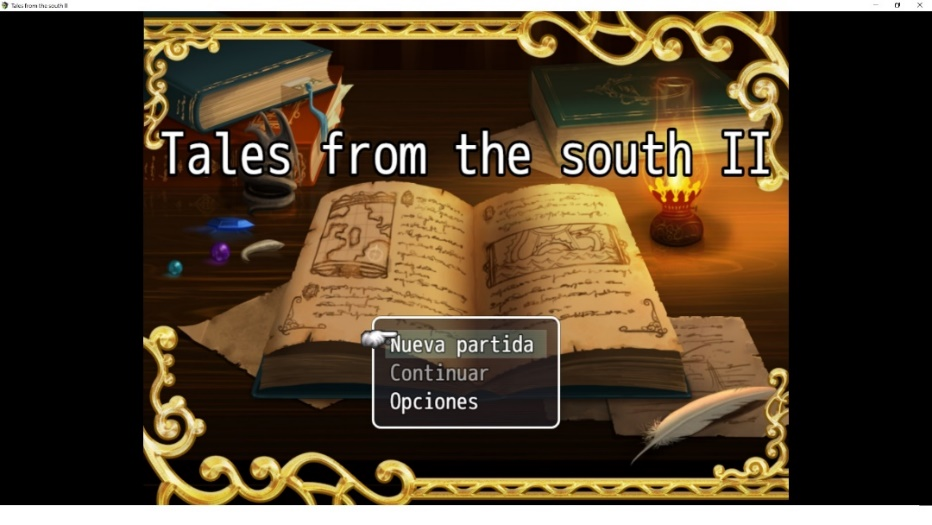 Tales from the south II
Tales from the south II
Nueva partida
Continuar
Opciones